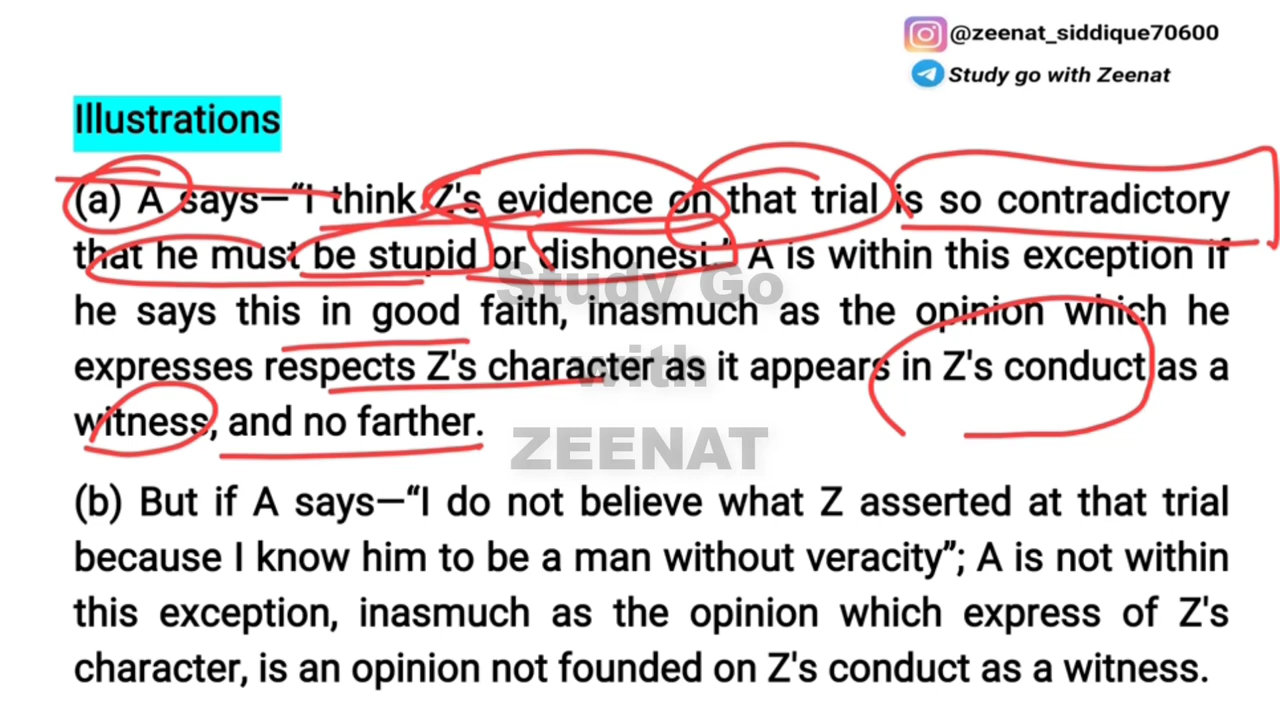 @zeenat_siddique70600
Study go with Zeenat
Illustrations
(a) A says—“I think Z's evidence on that trial is so contradictory
that he must be stupid or dishonest.” A is within this exception if
he says this in good faith, inasmuch as the opinion which he
expresses respects Z's character as it appears in Z's conduct as a
witness, and no farther.
(b) But if A says—“I do not believe what Z asserted at that trial
because I know him to be a man without veracity”; A is not within
this exception, inasmuch as the opinion which express of Z's
character, is an opinion not founded on Z's conduct as a witness.
Study Go
with
ZEENAT